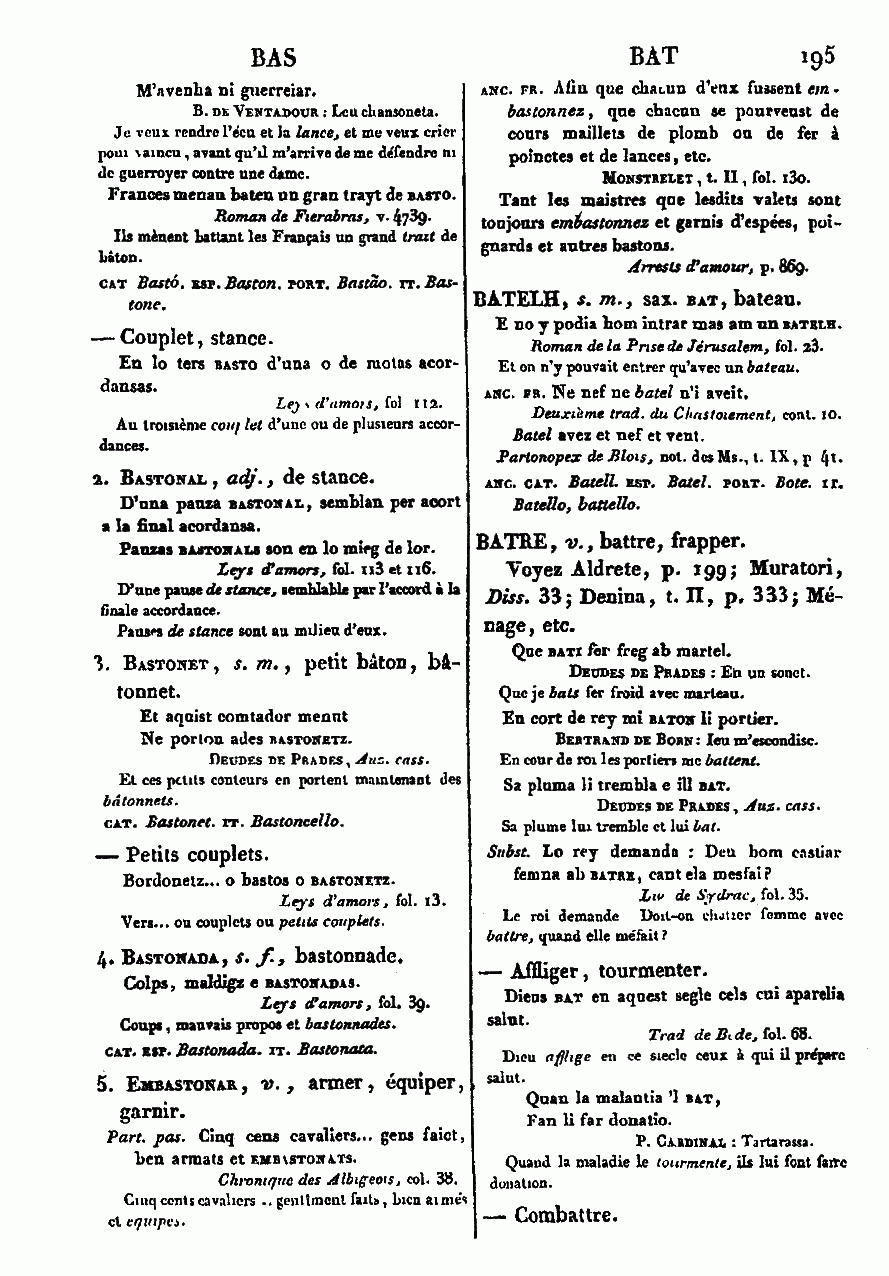 BAS
M'avenha ni guerreiar.
B. DE VENTADOUR : Leu chansoneta.
Je veux rendre l'écu et la lance, et me veux crier
pour vaincu, avant qu'il m'arrive de me défendre ni
de guerroyer contre une dame.
Frances menan baten un gran trayt de BASTO.
Roman de Fierabras, v. 4739.
Ils mènent battant les Français un grand trait de
bâton.
CAT Bastó. ESP. Baston. PORT. Bastão. IT. Bas-
tone.
— Couplet, stance.
En lo ters BASTO d'una o de motas acor-
dansas.
Leys d'amors, fol 112.
Au troisième couplet d'une ou de plusieurs accor-
dances.
2. BASTONAL, adj., de stance.
D'una pauza BASTONAL, semblan per acort
a la final acordansa.
Pauzas BASTONALS son en lo mieg de lor.
Leys d'amors, fol. 113 et 116.
D'une pause de stance, semblable par l'accord à la
finale accordance.
Pauses de stance sont au milieu d'eux.
3. BASTONET, s. m., petit bâton, bâ-
tonnet.
Et aquist comtador menut
Ne porton ades BASTONETZ.
DEUDES DE PRADES, Auz. cass.
Et ces petits conteurs en portent maintenant des
bâtonnets.
CAT. Bastonet. IT. Bastoncello.
— Petits couplets.
Bordonetz... o bastos o BASTONETZ.
Leys d'amors, fol. 13.
Vers... ou couplets ou petits couplets.
4. BASTONADA, s. f., bastonnade.
Colps, maldigz e BASTONADAS.
Leys d'amors, fol. 39.
Coups, mauvais propos et bastonnades.
CAT. ESP. Bastonada. IT. Bastonata.
5. EMBASTONAR, v., armer, équiper,
garnir.
Part. pas. Cinq cens cavaliers... gens faict,
ben armats et EMBASTONATS.
Chronique des Albigeois, col. 38.
Cinq cents cavaliers... gentiment faits, bien armés
et équipés.
BAT 195
ANC. FR. Afin que chacun d'eux fussent em-
bastonnez, que chacun se pourveust de
cours maillets de plomb ou de fer à
poinctes et de lances, etc.
MONSTRELET, t. II, fol. 130.
Tant les maistres que lesdits valets sont
toujours embastonnez et garnis d'espées, poi-
gnards et autres bastons.
Arrests d'amour, p. 869.
BATELH, s. m., sax. BAT, bateau.
E no y podia hom intrar mas am un BATELH.
Roman de la Prise de Jérusalem, fol. 23.
Et on n'y pouvait entrer qu'avec un bateau.
ANC. FR. Ne nef ne batel n'i aveit.
Deuxième trad. du Chastoiement, cont. 10.
Batel avez et nef et vent.
Partonopex de Blois, not. des Ms., t. IX, p 41.
ANC. CAT. Batell. ESP. Batel. PORT. Bote. IT.
Batello, battello.
BATRE, v., battre, frapper.
Voyez Aldrete, p. 199; Muratori,
Diss. 33; Denina, t. II, p. 333; Mé-
nage, etc.
Que BATI fer freg ab martel.
DEUDES DE PRADES : En un sonet.
Que je bats fer froid avec marteau.
En cort de rey mi BATON li portier.
BERTRAND DE BORN : Ieu m'escondisc.
En cour de roi les portiers me battent.
Sa pluma li trembla e ill BAT.
DEUDES DE PRADES, Auz. cass.
Sa plume lui tremble et lui bat.
Subst. Lo rey demanda : Deu hom castiar
femna ab BATRE, cant ela mesfai?
Liv de Sydrac, fol. 35.
Le roi demande Doit-on châtier femme avec
battre, quand elle méfait?
— Affliger, tourmenter.
Dieus BAT en aquest segle cels cui aparelia
salut.
Trad de Bede, fol. 68.
Dieu afflige en ce siecle ceux à qui il prépare
salut.
Quan la malautia 'l BAT,
Fan li far donatio.
P. CARDINAL : Tartarassa.
Quand la maladie le tourmente, ils lui font faire
donation.
— Combattre.